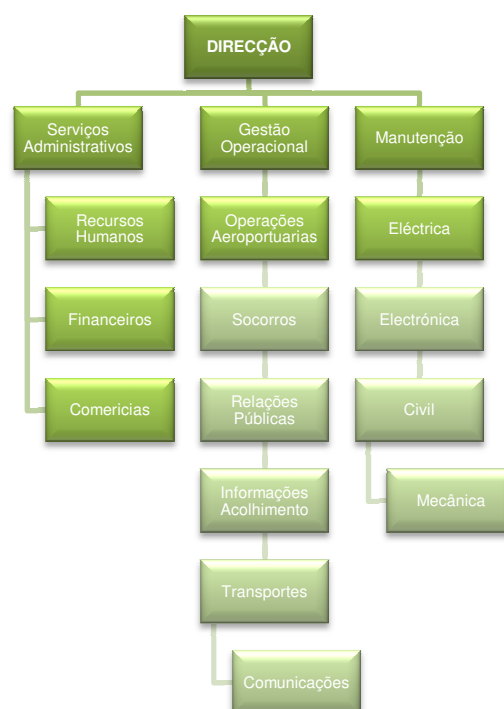 DIRECÇÃO
Serviços
Administrativos
Gestão
Operacional
Manutenção
Recursos
Humanos
Operações
Aeroportuarias
Eléctrica
Financeiros
Socorros
Electrónica
Comericias
Relações
Públicas
Civil
Informações
Acolhimento
Mecânica
Transportes
Comunicações